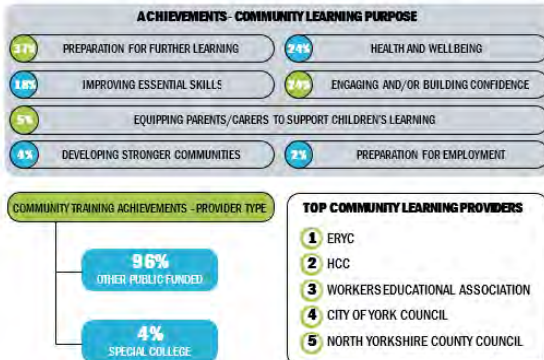 ACHIEVEMENTS - COMMUNITY LEARNING PURPOSE
37% PREPARATION FOR FURTHER LEARNING
24% HEALTH AND WELLBEING
18% IMPROVING ESSENTIAL SKILLS
ENGAGING AND/OR BUILDING CONFIDENCE
5% EQUIPPING PARENTS/CARERS TO SUPPORT CHILDREN'S LEARNING
4% DEVELOPING STRONGER COMMUNITIES
2% PREPARATION FOR EMPLOYMENT
COMMUNITY TRAINING ACHIEVEMENTS - PROVIDER TYPE
96%
OTHER PUBLIC FUNDED
4%
SPECIAL COLLEGE
TOP COMMUNITY LEARNING PROVIDERS
1 ERYC
2 HCC
3 WORKERS EDUCATIONAL ASSOCIATION
4 CITY OF YORK COUNCIL
5 NORTH YORKSHIRE COUNTY COUNCIL